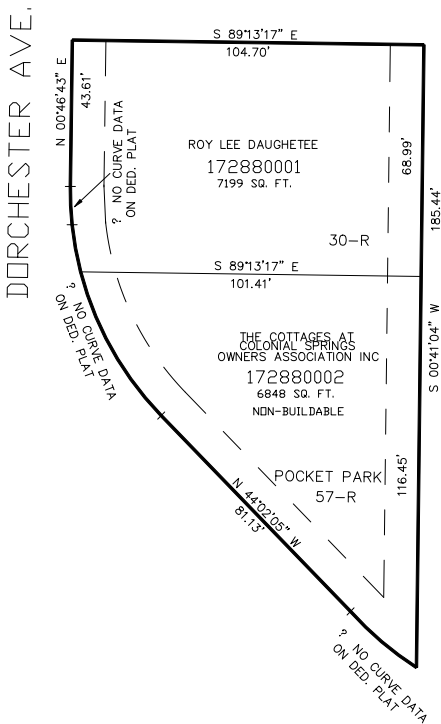 DORCHESTER AVE.
S 89°13'17" E
104.70'
N 00°46'43" E
43.61'
? NO CURVE DATA
ON DED. PLAT
ROY LEE DAUGHETEE
172880001
7199 SQ. FT.
68.99'
185.44'
30-R
S 89°13'17" E
101.41'
? NO CURVE DATA
ON DED. PLAT
S 00°41'04" W
THE COTTAGES AT
COLONIAL SPRINGS
OWNERS ASSOCIATION INC
172880002
6848 SQ. FT.
NON-BUILDABLE
POCKET PARK
57-R
116.45'
N 44°02'05" W
81.13'
? NO CURVE DATA
ON DED. PLAT